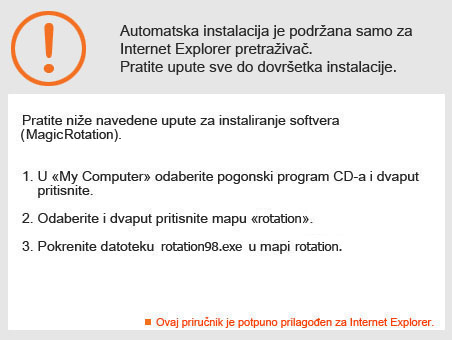 Automatska instalacija je podržana samo za
Internet Explorer pretraživač.
Pratite upute sve do dovršetka instalacije.
Pratite niže navedene upute za instaliranje softvera
(MagicRotation).
1. U «My Computer» odaberite pogonski program CD-a i dvaput
pritisnite.
2. Odaberite i dvaput pritisnite mapu «rotation».
3. Pokrenite datoteku rotation98.exe u mapi rotation.
Ovaj priručnik je potpuno prilagođen za Internet Explorer.